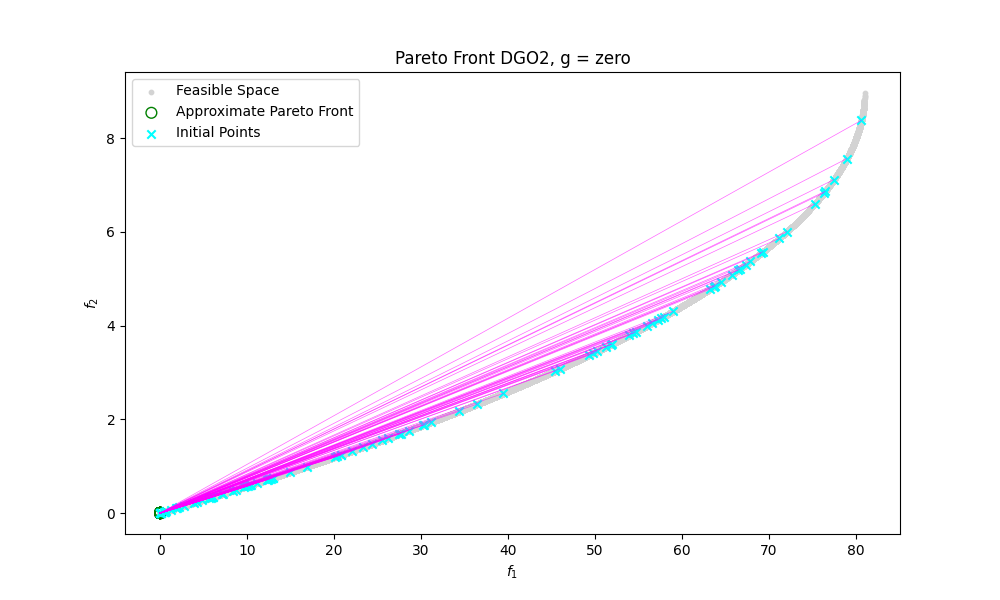 Pareto Front DGO2, g = zero
Feasible Space
Approximate Pareto Front
Initial Points
8
6
4
2
0
f₂
0 10 20 30 40 50 60 70 80
f₁